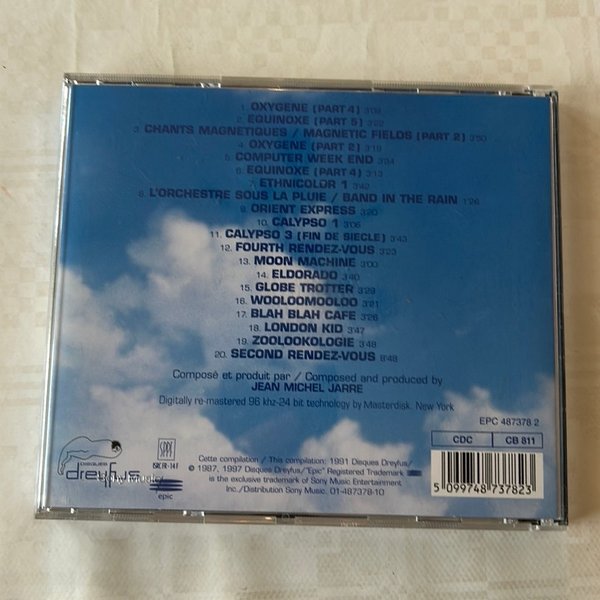 1. OXYGENE (PART 4) 3'09
2. EQUINOXE (PART 5) 3'22
3. CHANTS MAGNETIQUES / MAGNETIC FIELDS (PART 2) 3'50
4. OXYGENE (PART 2) 3'19
5. COMPUTER WEEK END 3'34
6. EQUINOXE (PART 4) 3'13
7. ETHNICOLOR 1 3'42
8. L'ORCHESTRE SOUS LA PLUIE / BAND IN THE RAIN 1'26
9. ORIENT EXPRESS 3'20
10. CALYPSO 1 3'06
11. CALYPSO 3 (FIN DE SIECLE) 3'43
12. FOURTH RENDEZ-VOUS 3'23
13. MOON MACHINE 3'00
14. ELDORADO 3'40
15. GLOBE TROTTER 3'29
16. WOOLOOMOOLOO 3'21
17. BLAH BLAH CAFE 3'26
18. LONDON KID 3'47
19. ZOOLOOKOLOGIE 3'48
20. SECOND RENDEZ-VOUS 8'48
Composé et produit par / Composed and produced by
JEAN MICHEL JARRE
Digitally re-mastered 96 khz-24 bit technology by Masterdisk, New York
EPC 487378 2
CDC CB 811
dreyfus
SPPF
epic
Cette compilation / This compilation: 1991 Disques Dreyfus/
© 1987, 1997 Disques Dreyfus/"Epic" Registered Trademark
is the exclusive trademark of Sony Music Entertainment
Inc./Distribution Sony Music. 01-487378-10
5 099748 737823